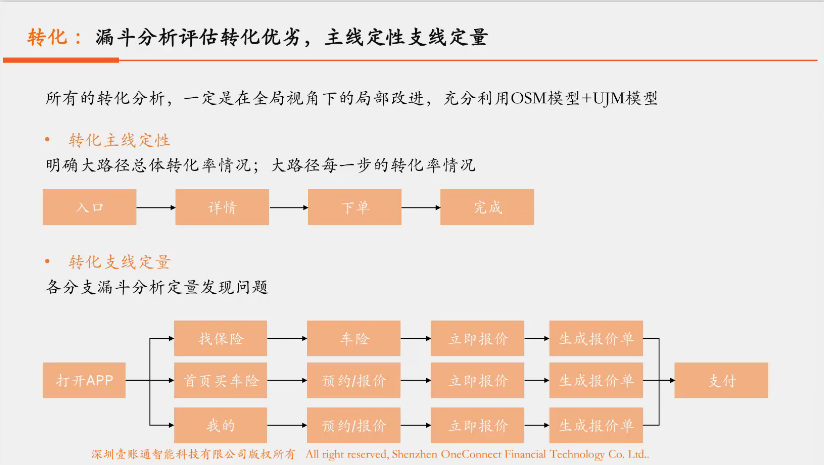 转化：漏斗分析评估转化优劣，主线定性支线定量
所有的转化分析，一定是在全局视角下的局部改进，充分利用OSM模型+UJM模型
• 转化主线定性
明确大路径总体转化率情况；大路径每一步的转化率情况
入口 详情 下单 完成
• 转化支线定量
各分支漏斗分析定量发现问题
找保险 车险 立即报价 生成报价单
打开APP 首页买车险 预约/报价 立即报价 生成报价单 支付
我的 预约/报价 立即报价 生成报价单
深圳壹账通智能科技有限公司版权所有 All right reserved, Shenzhen OneConnect Financial Technology Co. Ltd..